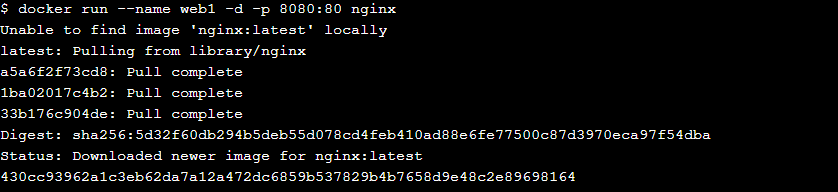 $ docker run --name web1 -d -p 8080:80 nginx
Unable to find image 'nginx:latest' locally
latest: Pulling from library/nginx
a5a6f2f73cd8: Pull complete
1ba02017c4b2: Pull complete
33b176c904de: Pull complete
Digest: sha256:5d32f60db294b5deb55d078cd4feb410ad88e6fe77500c87d3970eca97f54dba
Status: Downloaded newer image for nginx:latest
430cc93962a1c3eb62da7a12a472dc6859b537829b4b7658d9e48c2e89698164